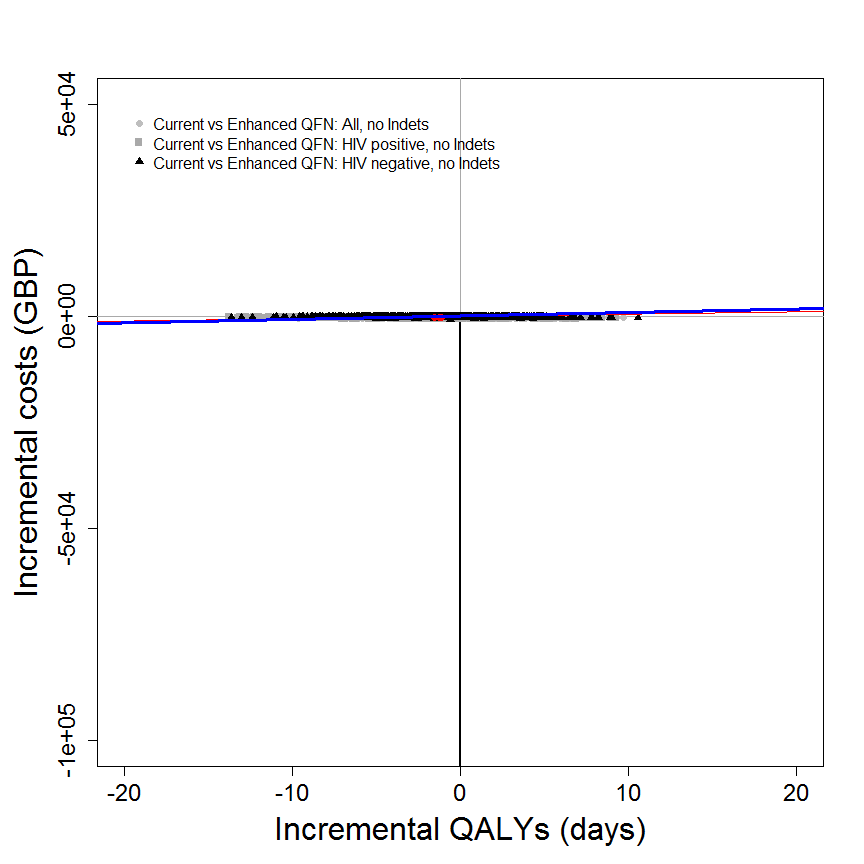 Current vs Enhanced QFN: All, no Indets
Current vs Enhanced QFN: HIV positive, no Indets
Current vs Enhanced QFN: HIV negative, no Indets
Incremental costs (GBP)
5e+04
0e+00
-5e+04
-1e+05
-20
-10
0
10
20
Incremental QALYs (days)